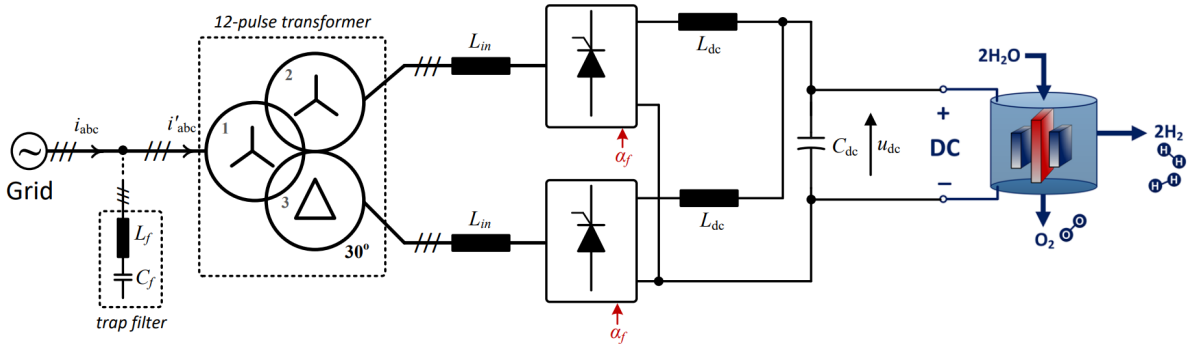 12-pulse transformer
2
L_in
L_dc
2H₂O
i_abc
i'_abc
1
α_f
+
C_dc
u_dc
DC
2H₂
H
H
H
H
Grid
3
30°
L_in
L_dc
−
L_f
C_f
O₂
O
O
trap filter
α_f